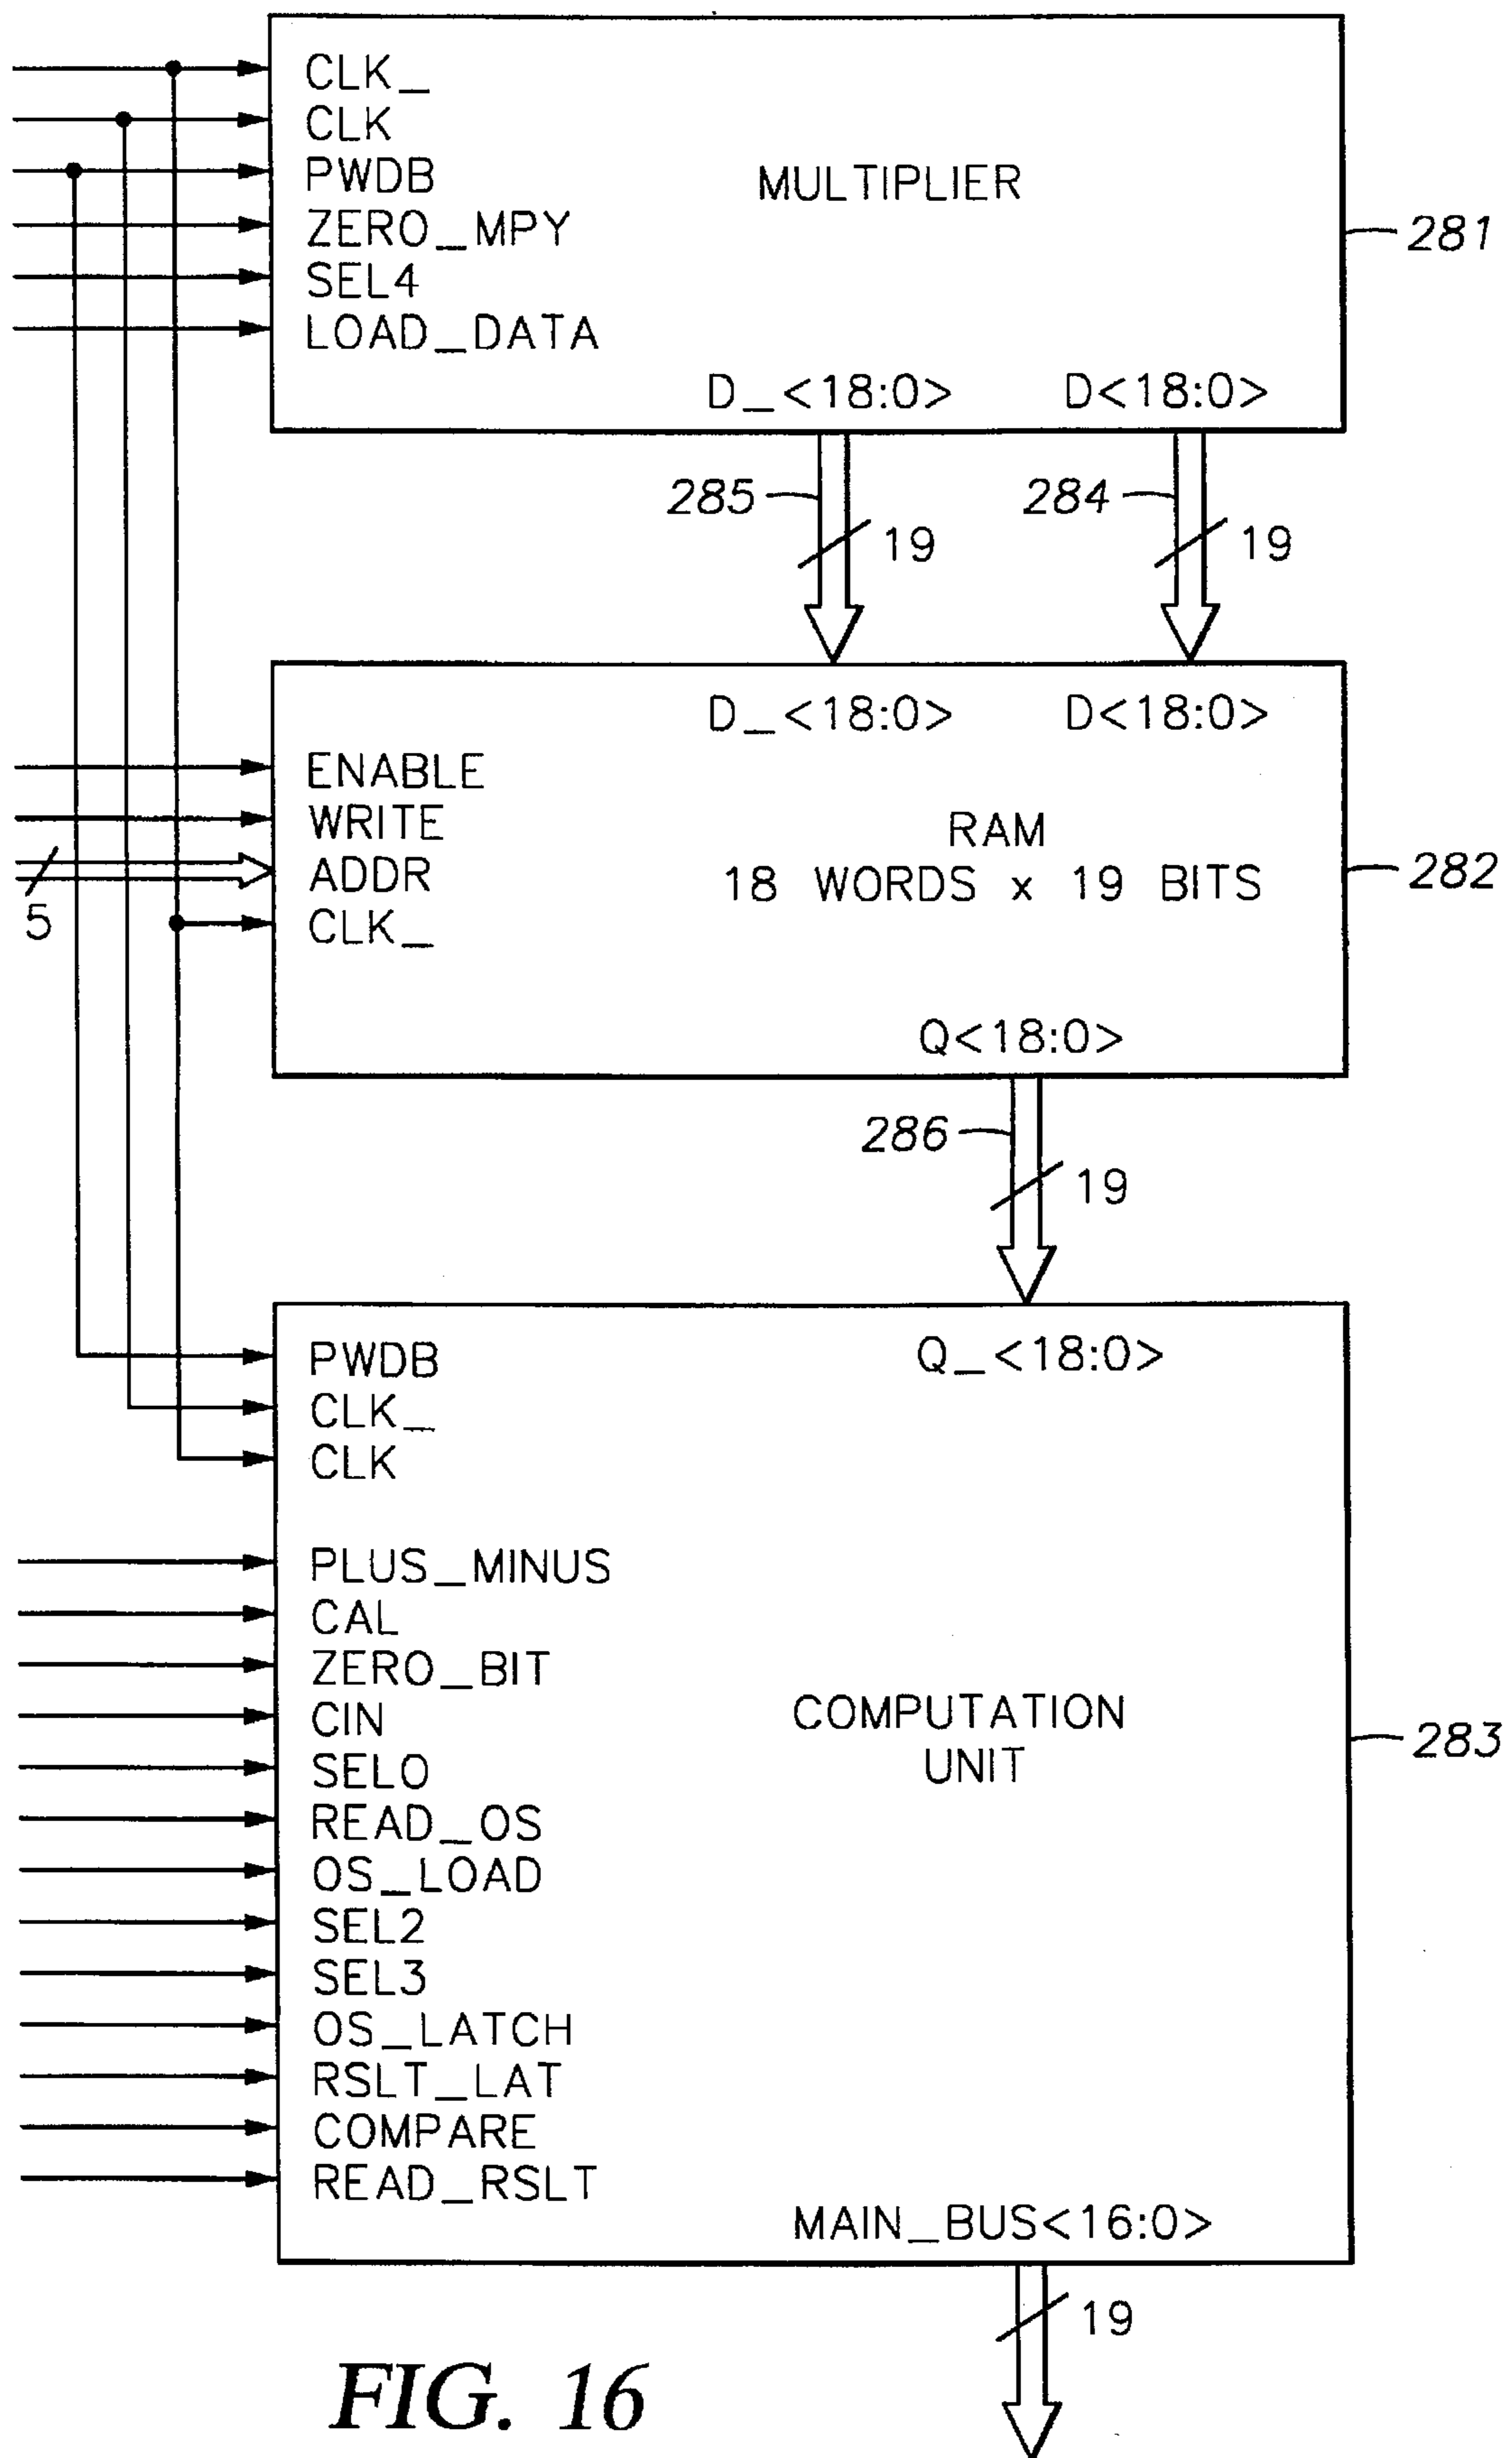 CLK_
CLK
PWDB
MULTIPLIER
ZERO_MPY
281
SEL4
LOAD_DATA
D_<18:0> D<18:0>
285 284
19 19
D_<18:0> D<18:0>
ENABLE
WRITE
RAM
ADDR
18 WORDS x 19 BITS
282
5
CLK_
Q<18:0>
286
19
PWDB
Q_<18:0>
CLK_
CLK
PLUS_MINUS
CAL
ZERO_BIT
CIN
COMPUTATION
UNIT
283
SEL0
READ_OS
OS_LOAD
SEL2
SEL3
OS_LATCH
RSLT_LAT
COMPARE
READ_RSLT
MAIN_BUS<16:0>
19
FIG. 16